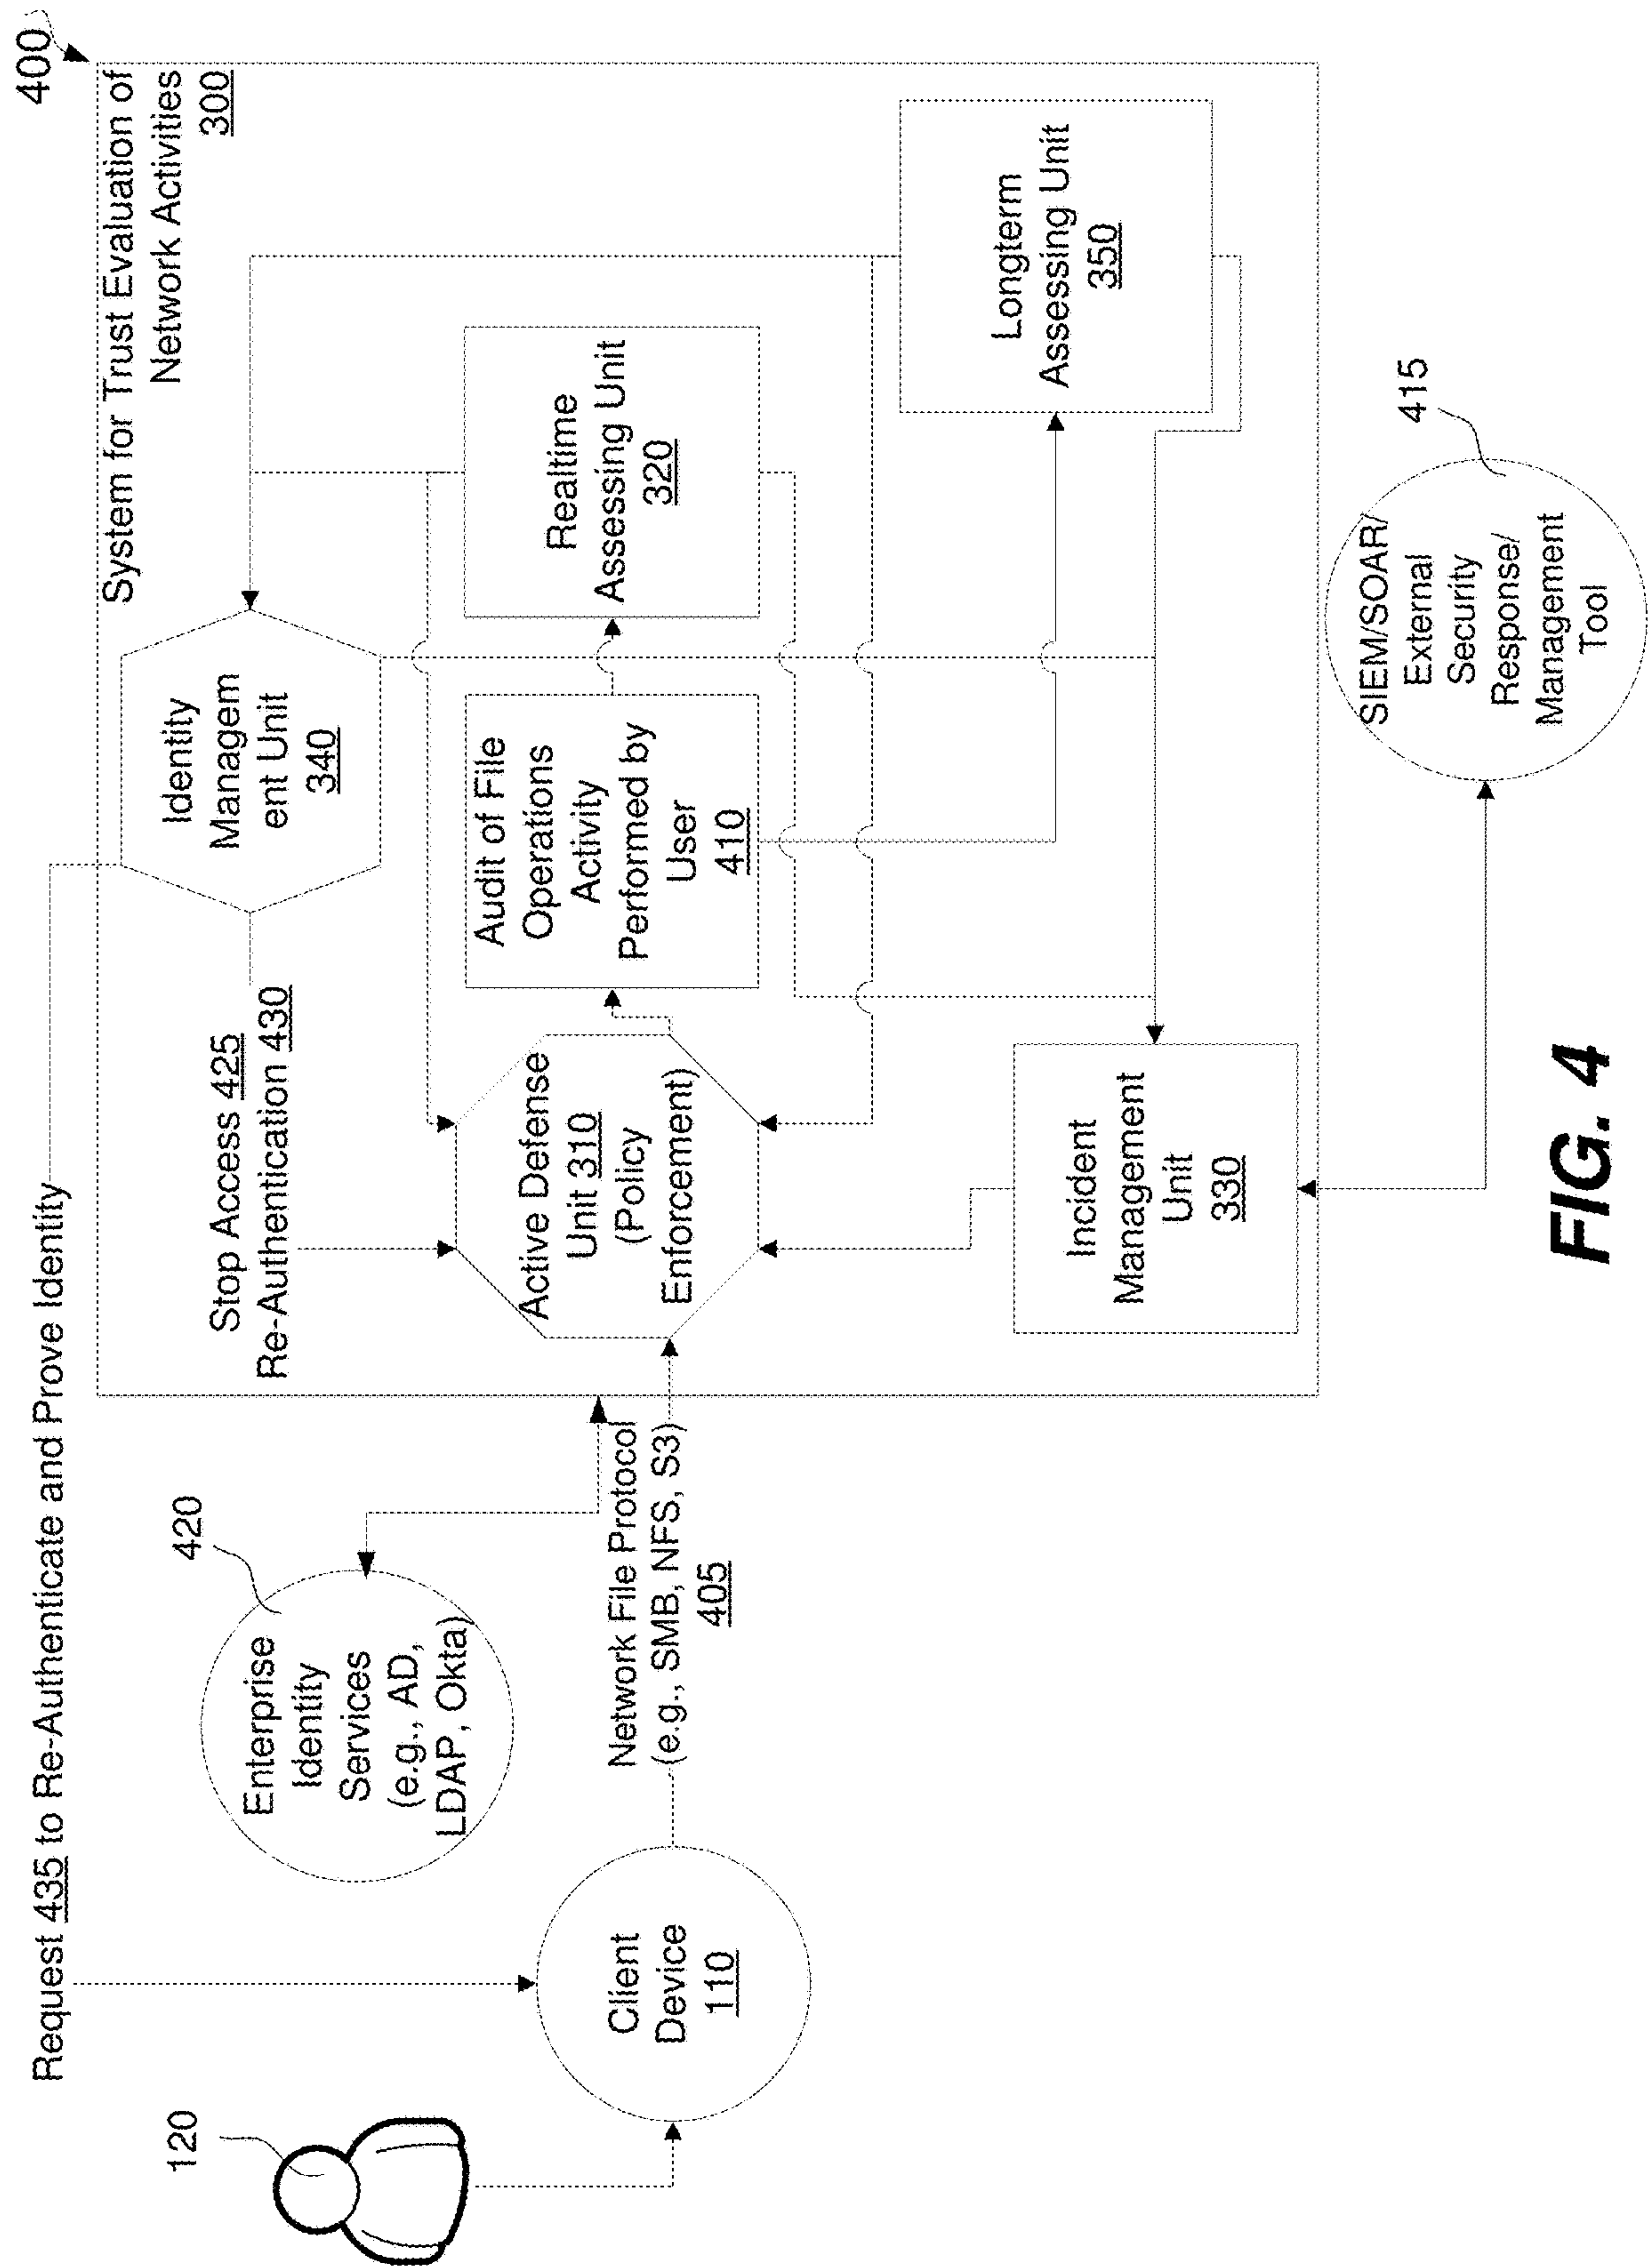 400
Request 435 to Re-Authenticate and Prove Identity
System for Trust Evaluation of
Network Activities
300
120
420
Enterprise
Identity
Services
(e.g., AD,
LDAP, Okta)
Client
Device
110
Network File Protocol
(e.g., SMB, NFS, S3)
405
Stop Access 425
Re-Authentication 430
Identity
Managem
ent Unit
340
Active Defense
Unit 310
(Policy
Enforcement)
Audit of File
Operations
Activity
Performed by
User
410
Realtime
Assessing Unit
320
Incident
Management
Unit
330
Longterm
Assessing Unit
350
415
SIEM/SOAR/
External
Security
Response/
Management
Tool
FIG. 4